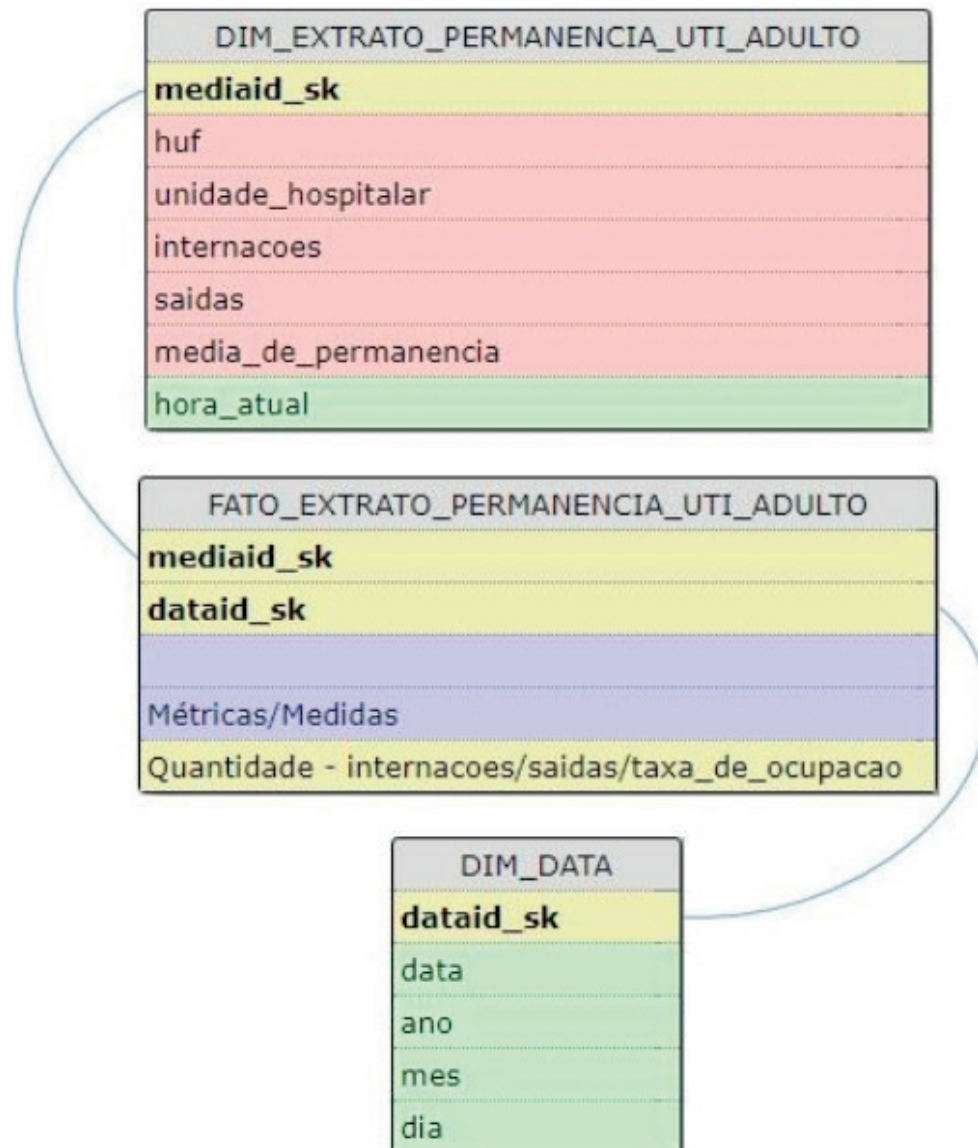 DIM_EXTRATO_PERMANENCIA_UTI_ADULTO
mediaid_sk
huf
unidade_hospitalar
internacoes
saidas
media_de_permanencia
hora_atual
FATO_EXTRATO_PERMANENCIA_UTI_ADULTO
mediaid_sk
dataid_sk
Métricas/Medidas
Quantidade - internacoes/saidas/taxa_de_ocupacao
DIM_DATA
dataid_sk
data
ano
mes
dia